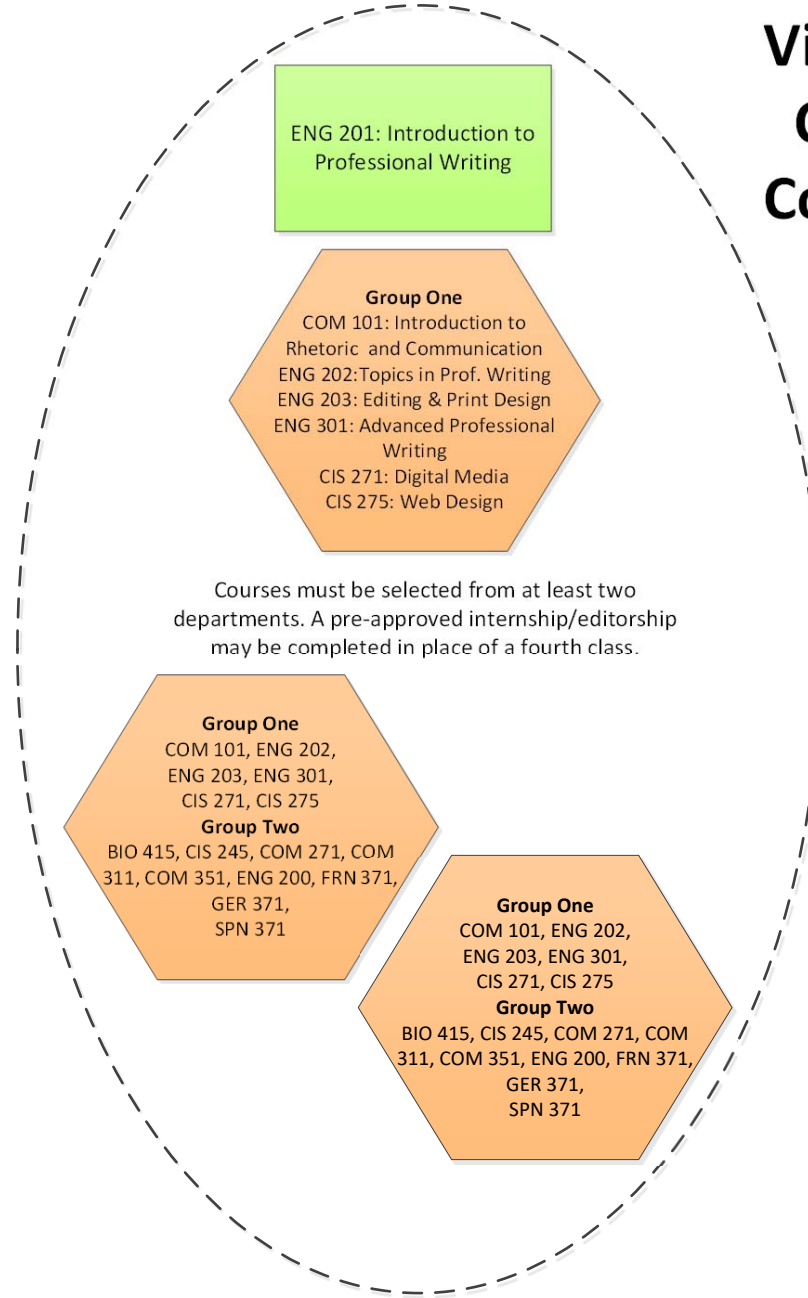 ENG 201: Introduction to
Professional Writing
Group One
COM 101: Introduction to
Rhetoric and Communication
ENG 202:Topics in Prof. Writing
ENG 203: Editing & Print Design
ENG 301: Advanced Professional
Writing
CIS 271: Digital Media
CIS 275: Web Design
Courses must be selected from at least two
departments. A pre-approved internship/editorship
may be completed in place of a fourth class.
Group One
COM 101, ENG 202,
ENG 203, ENG 301,
CIS 271, CIS 275
Group Two
BIO 415, CIS 245, COM 271, COM
311, COM 351, ENG 200, FRN 371,
GER 371,
SPN 371
Group One
COM 101, ENG 202,
ENG 203, ENG 301,
CIS 271, CIS 275
Group Two
BIO 415, CIS 245, COM 271, COM
311, COM 351, ENG 200, FRN 371,
GER 371,
SPN 371